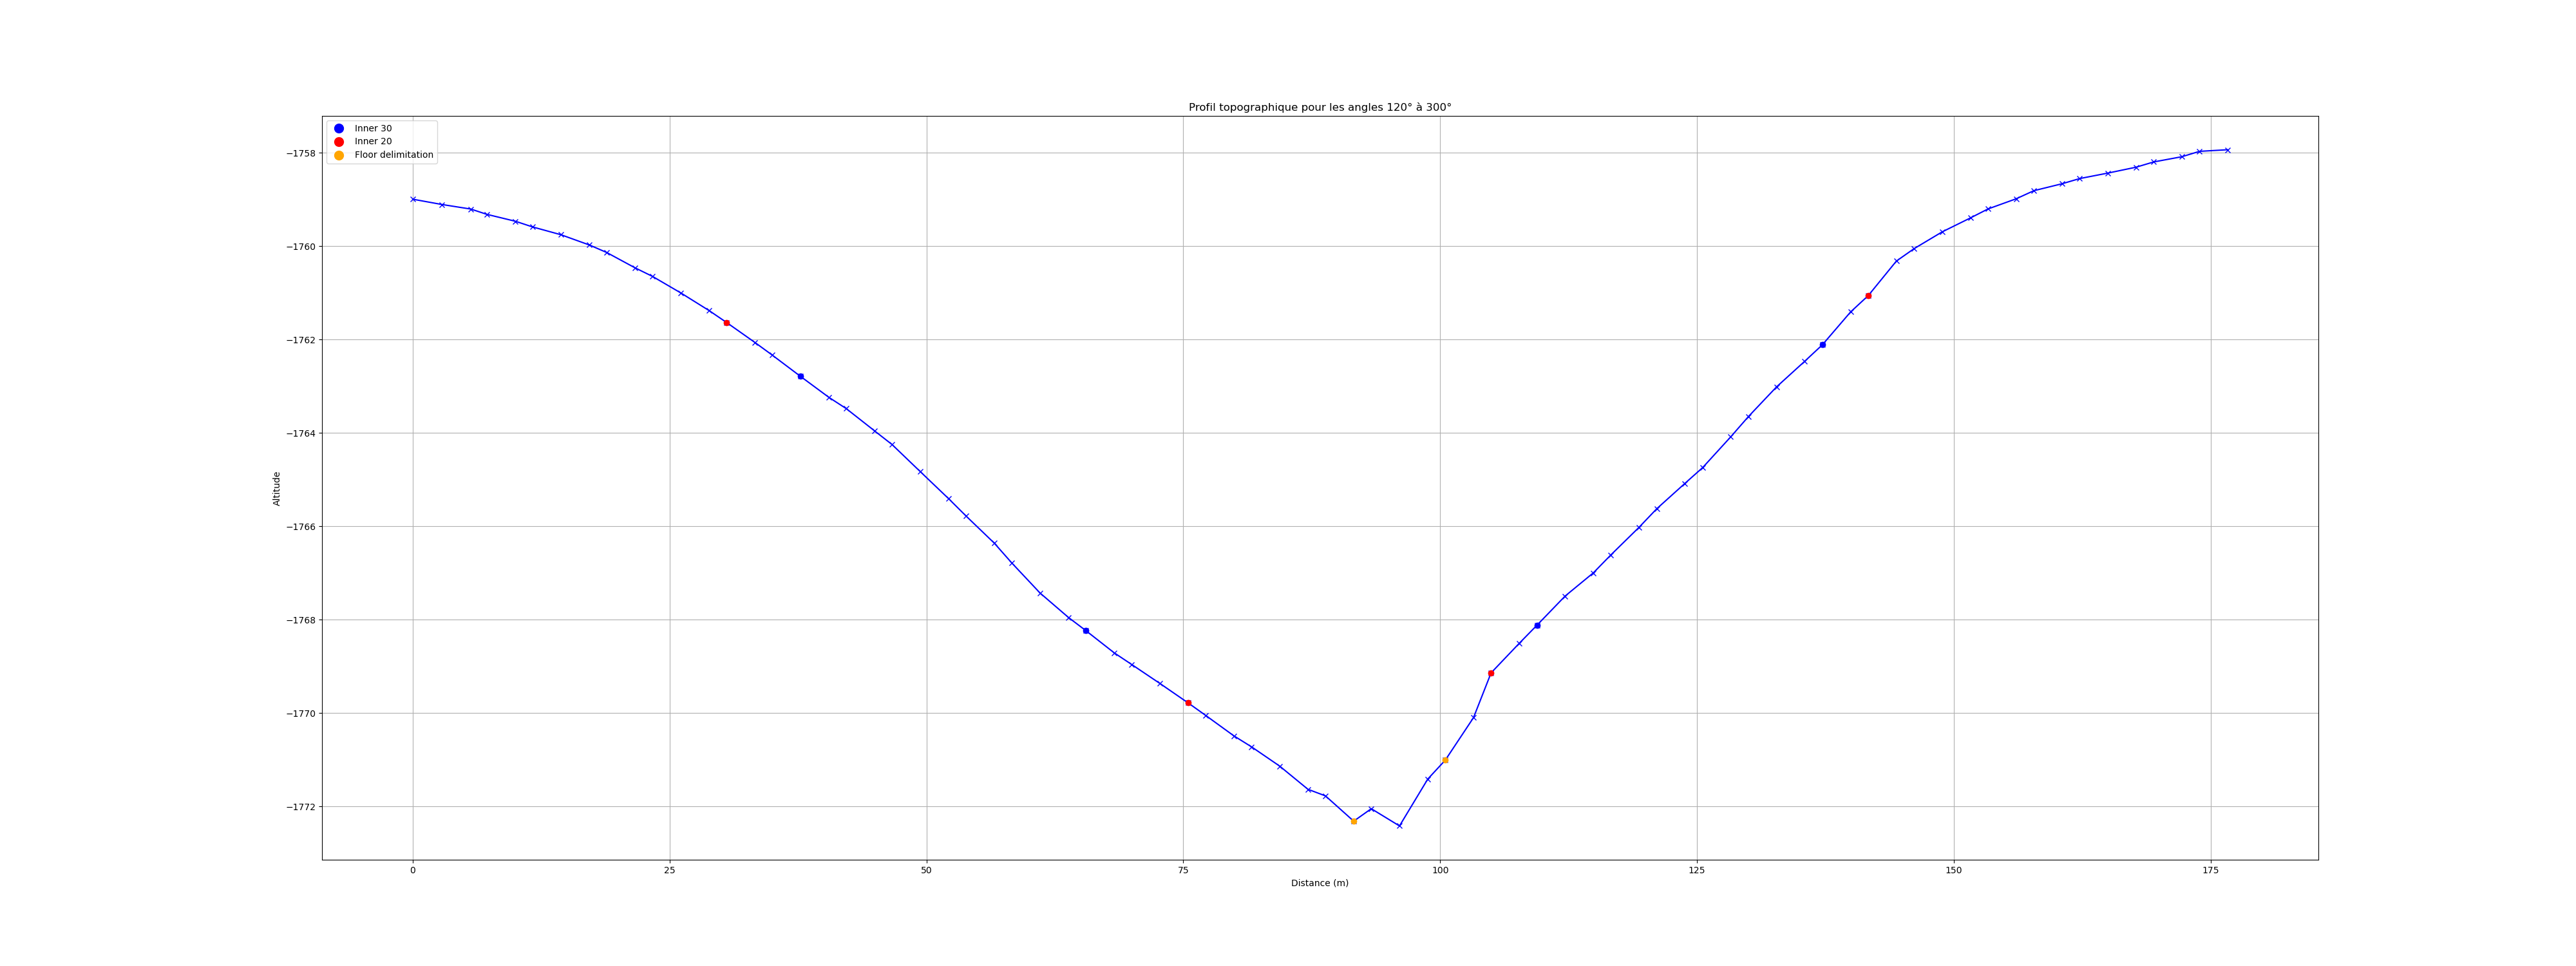 Profil topographique pour les angles 120° à 300°
Inner 30
Inner 20
Floor delimitation
−1758
−1760
−1762
−1764
−1766
−1768
−1770
−1772
Altitude
0 25 50 75 100 125 150 175
Distance (m)